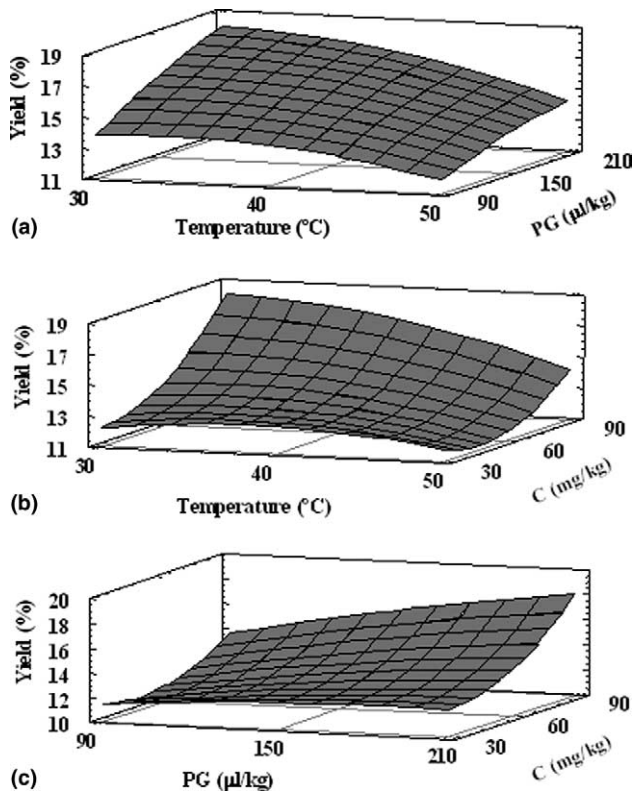 19
17
15
13
11
Yield (%)
30
40
50
Temperature (°C)
90
150
210
PG (µl/kg)
(a)
19
17
15
13
11
Yield (%)
30
40
50
Temperature (°C)
30
60
90
C (mg/kg)
(b)
20
18
16
14
12
10
Yield (%)
90
150
210
PG (µl/kg)
30
60
90
C (mg/kg)
(c)